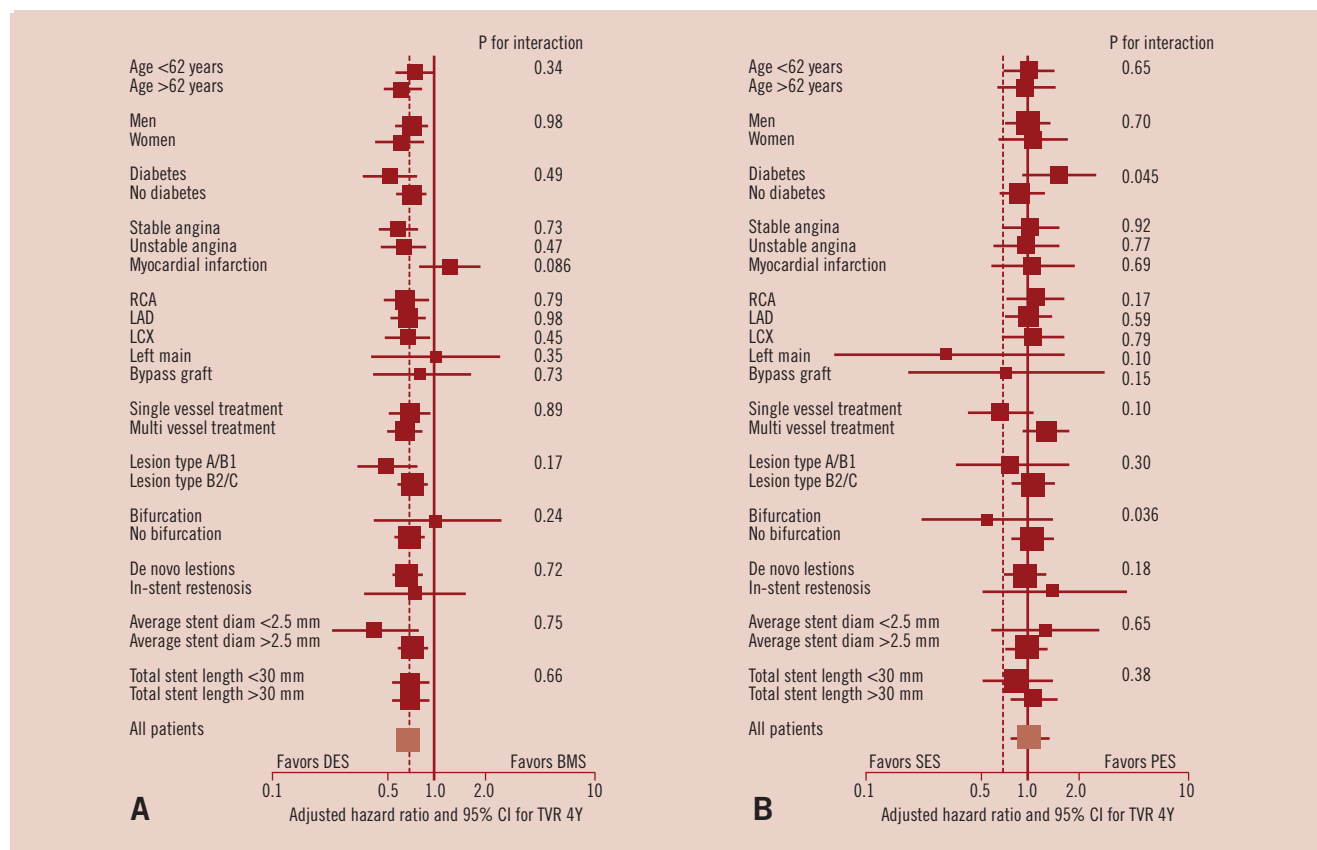 P for interaction
Age <62 years 0.34
Age >62 years
Men 0.98
Women
Diabetes 0.49
No diabetes
Stable angina 0.73
Unstable angina 0.47
Myocardial infarction 0.086
RCA 0.79
LAD 0.98
LCX 0.45
Left main 0.35
Bypass graft 0.73
Single vessel treatment 0.89
Multi vessel treatment
Lesion type A/B1 0.17
Lesion type B2/C
Bifurcation 0.24
No bifurcation
De novo lestions 0.72
In-stent restenosis
Average stent diam <2.5 mm 0.75
Average stent diam >2.5 mm
Total stent length <30 mm 0.66
Total stent length >30 mm
All patients
Favors DES Favors BMS
0.1 0.5 1.0 2.0 10
A Adjusted hazard ratio and 95% CI for TVR 4Y
P for interaction
Age <62 years 0.65
Age >62 years
Men 0.70
Women
Diabetes 0.045
No diabetes
Stable angina 0.92
Unstable angina 0.77
Myocardial infarction 0.69
RCA 0.17
LAD 0.59
LCX 0.79
Left main 0.10
Bypass graft 0.15
Single vessel treatment 0.10
Multi vessel treatment
Lesion type A/B1 0.30
Lesion type B2/C
Bifurcation 0.036
No bifurcation
De novo lestions 0.18
In-stent restenosis
Average stent diam <2.5 mm 0.65
Average stent diam >2.5 mm
Total stent length <30 mm 0.38
Total stent length >30 mm
All patients
Favors SES Favors PES
0.1 0.5 1.0 2.0 10
B Adjusted hazard ratio and 95% CI for TVR 4Y